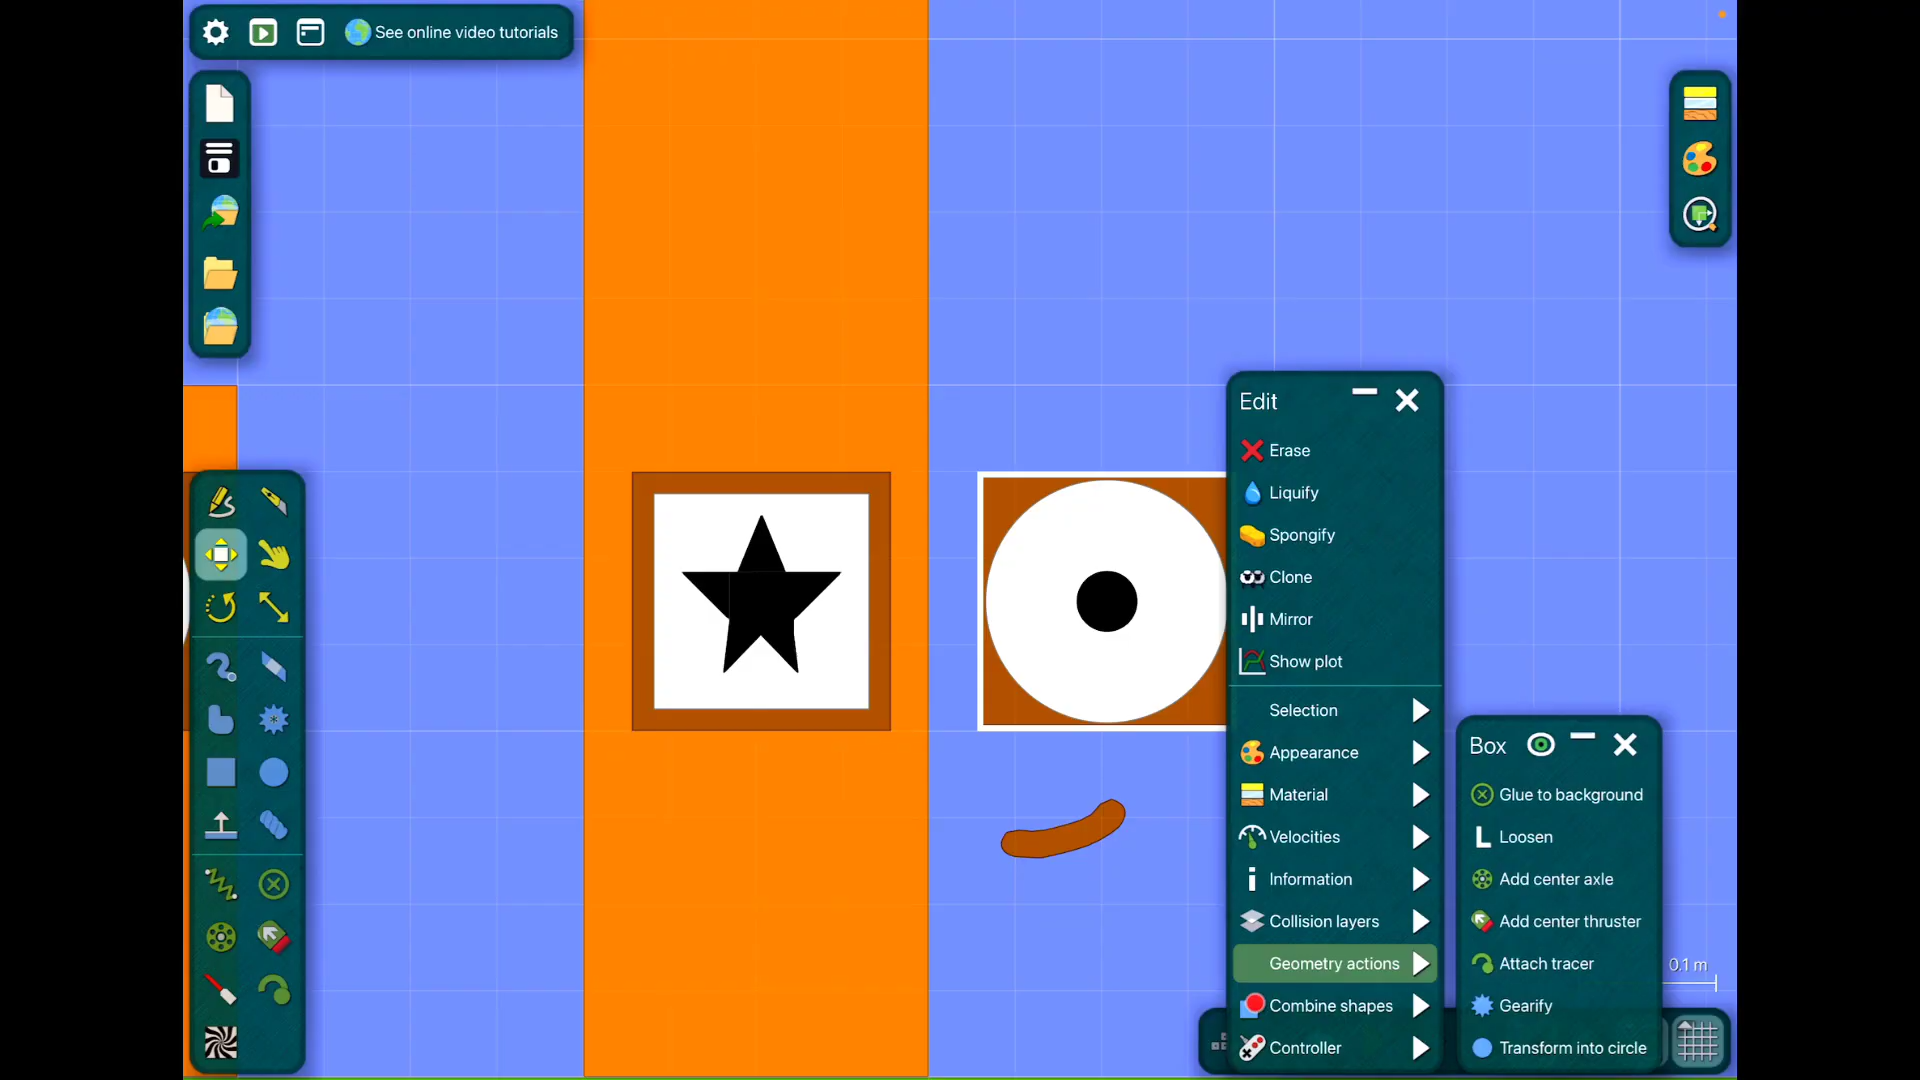 See online video tutorials
Edit
Erase
Liquify
Spongify
Clone
Mirror
Show plot
Selection
Appearance
Material
Velocities
Information
Collision layers
Geometry actions
Combine shapes
Controller
Box
Glue to background
Loosen
Add center axle
Add center thruster
Attach tracer
Gearify
Transform into circle
0.1 m